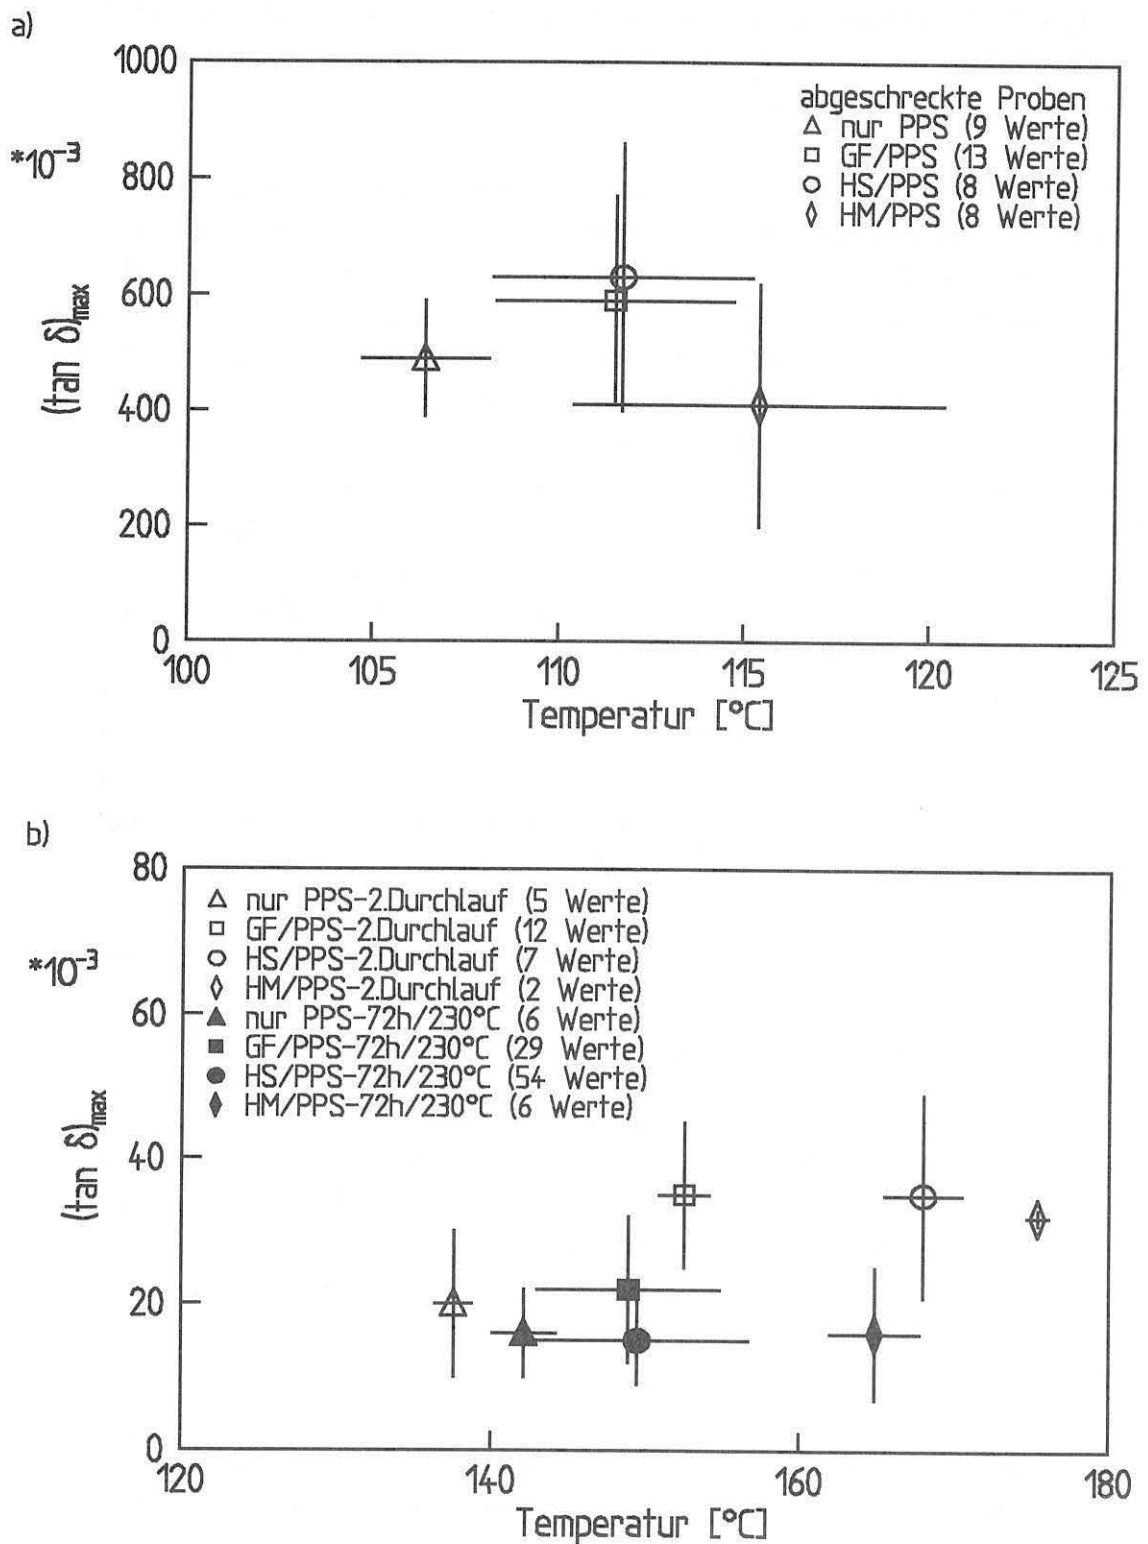 a)
1000
*10⁻³
800
600
400
200
0
(tan δ)max
abgeschreckte Proben
△ nur PPS (9 Werte)
□ GF/PPS (13 Werte)
○ HS/PPS (8 Werte)
◊ HM/PPS (8 Werte)
100 105 110 115 120 125
Temperatur [°C]
b)
80
*10⁻³
60
40
20
0
(tan δ)max
△ nur PPS-2.Durchlauf (5 Werte)
□ GF/PPS-2.Durchlauf (12 Werte)
○ HS/PPS-2.Durchlauf (7 Werte)
◊ HM/PPS-2.Durchlauf (2 Werte)
▲ nur PPS-72h/230°C (6 Werte)
■ GF/PPS-72h/230°C (29 Werte)
● HS/PPS-72h/230°C (54 Werte)
♦ HM/PPS-72h/230°C (6 Werte)
120 140 160 180
Temperatur [°C]